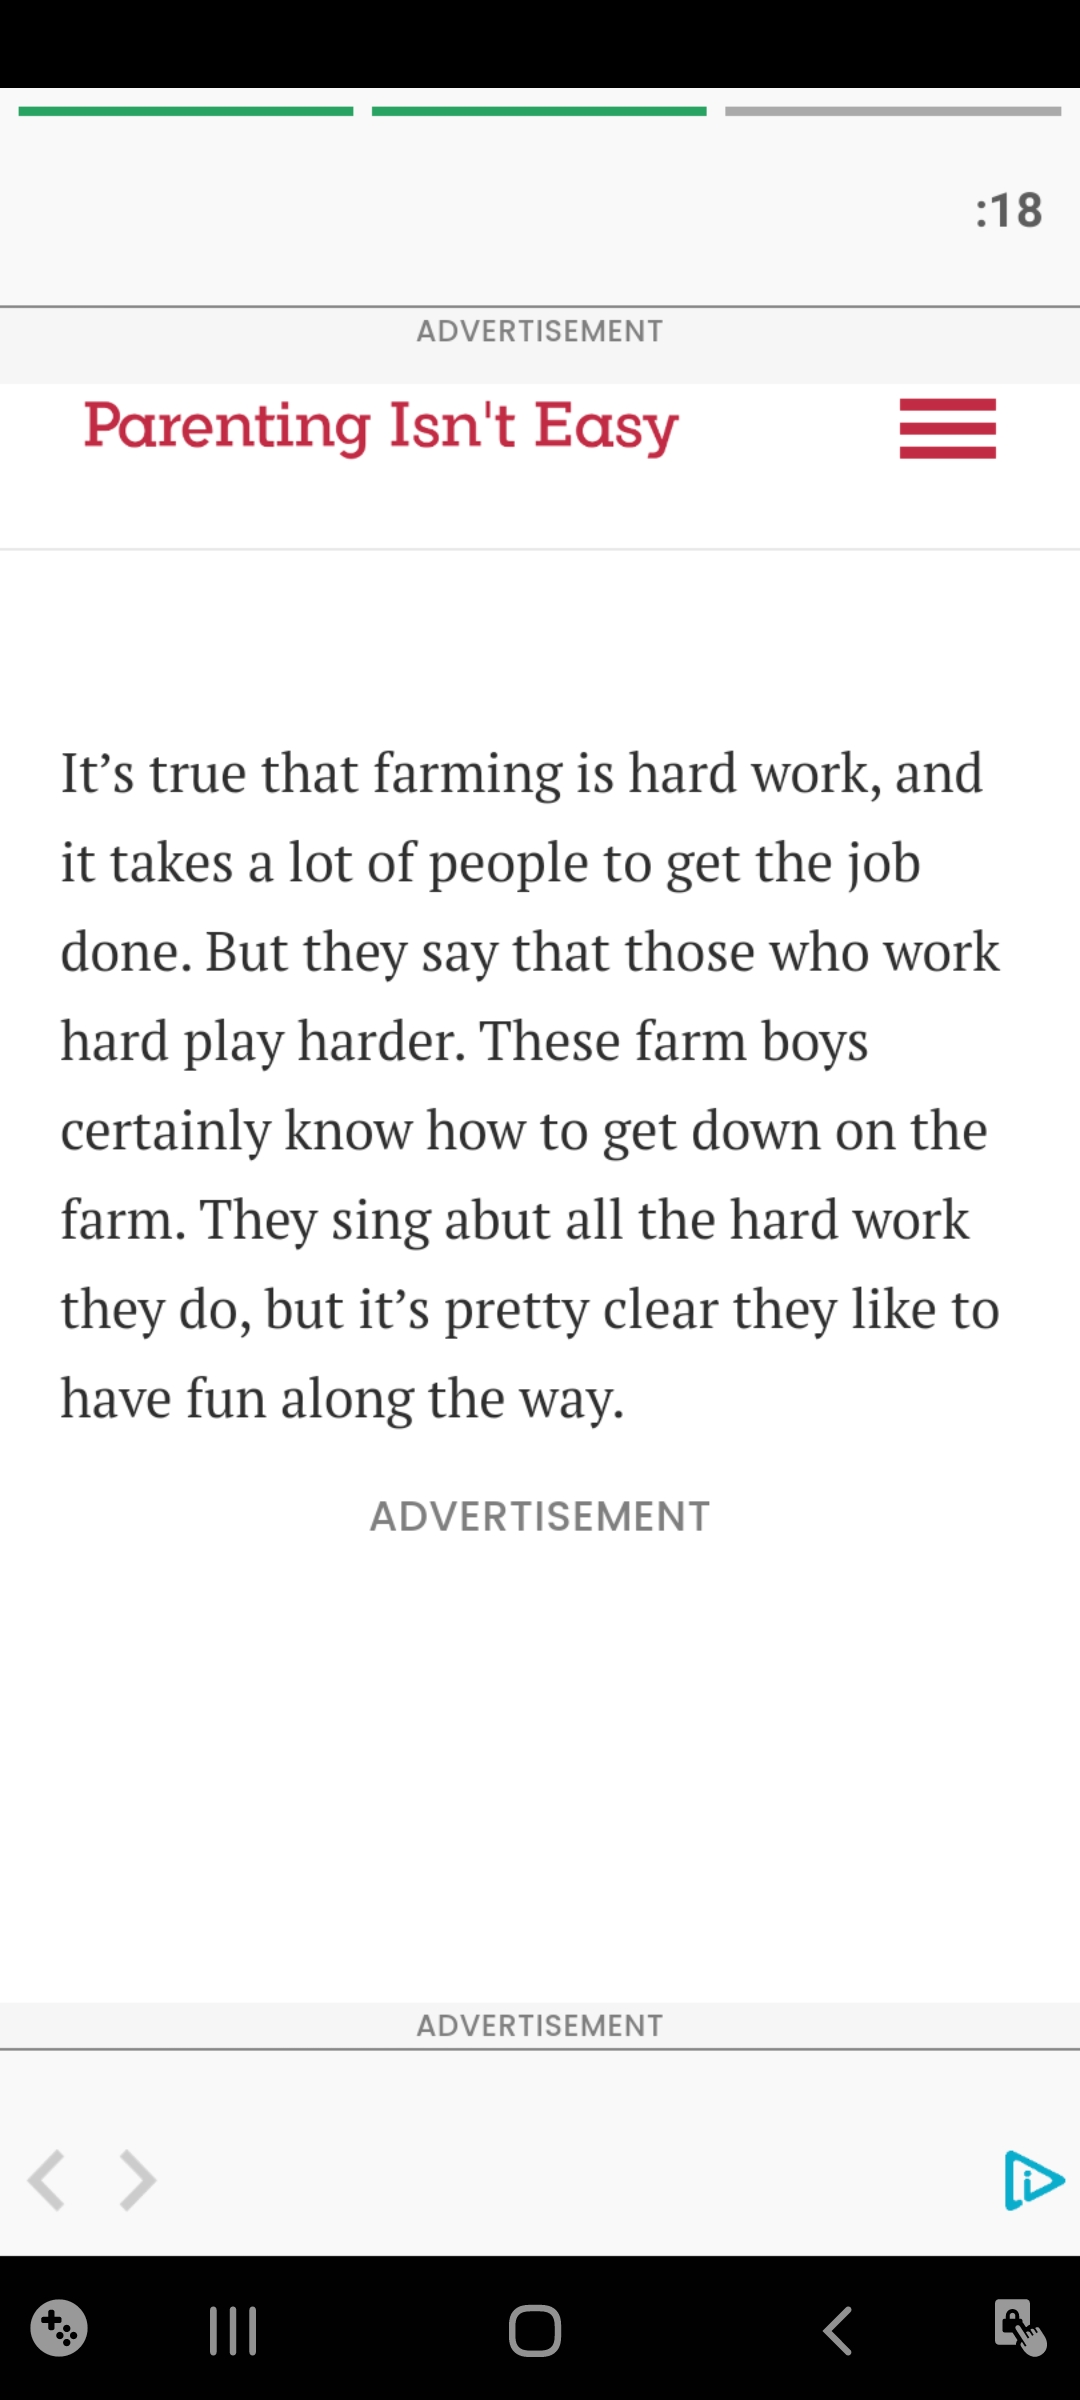 :18
ADVERTISEMENT
Parenting Isn't Easy
It’s true that farming is hard work, and
it takes a lot of people to get the job
done. But they say that those who work
hard play harder. These farm boys
certainly know how to get down on the
farm. They sing abut all the hard work
they do, but it’s pretty clear they like to
have fun along the way.
ADVERTISEMENT
ADVERTISEMENT